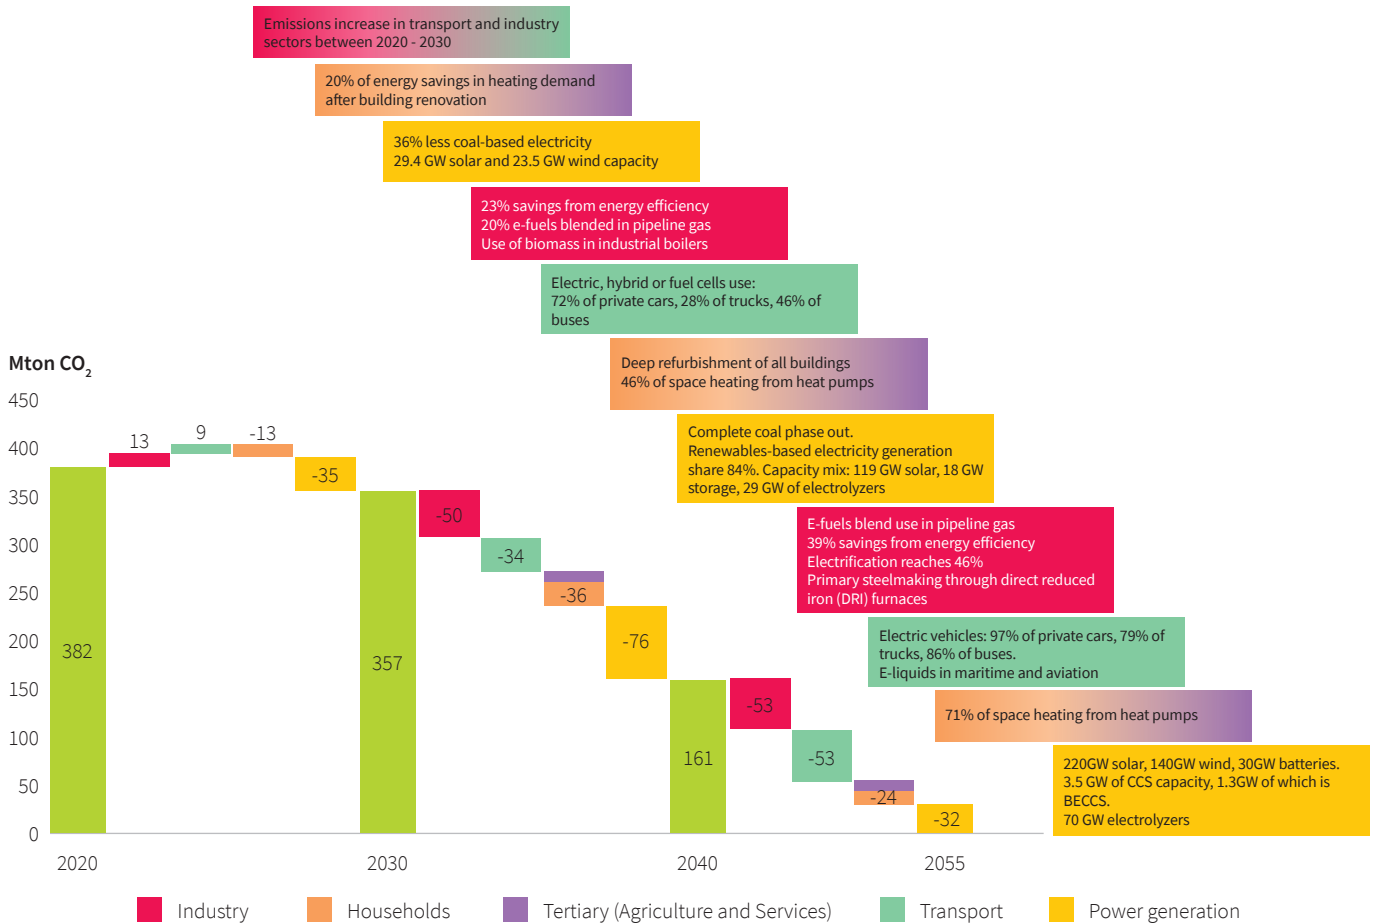 Emissions increase in transport and industry
sectors between 2020 - 2030
20% of energy savings in heating demand
after building renovation
36% less coal-based electricity
29.4 GW solar and 23.5 GW wind capacity
23% savings from energy efficiency
20% e-fuels blended in pipeline gas
Use of biomass in industrial boilers
Electric, hybrid or fuel cells use:
72% of private cars, 28% of trucks, 46% of
buses
Deep refurbishment of all buildings
46% of space heating from heat pumps
Complete coal phase out.
Renewables-based electricity generation
share 84%. Capacity mix: 119 GW solar, 18 GW
storage, 29 GW of electrolyzers
E-fuels blend use in pipeline gas
39% savings from energy efficiency
Electrification reaches 46%
Primary steelmaking through direct reduced
iron (DRI) furnaces
Electric vehicles: 97% of private cars, 79% of
trucks, 86% of buses.
E-liquids in maritime and aviation
71% of space heating from heat pumps
220GW solar, 140GW wind, 30GW batteries.
3.5 GW of CCS capacity, 1.3GW of which is
BECCS.
70 GW electrolyzers
Mton CO₂
450
400
350
300
250
200
150
100
50
0
382
13
9
-13
-35
357
-50
-34
-36
-76
161
-53
-53
-24
-32
2020
2030
2040
2055
Industry
Households
Tertiary (Agriculture and Services)
Transport
Power generation